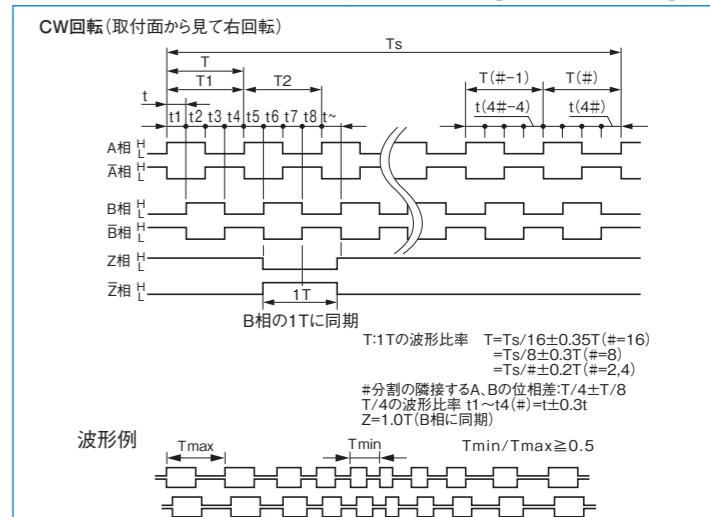 CW回転(取付面から見て右回転)
Ts
T
T1 T2 T(#-1) T(#)
t
t1 t2 t3 t4 t5 t6 t7 t8 t~ t(4#-4) t(4#)
A相 H L
A̅相 H L
B相 H L
B̅相 H L
Z相 H L
Z̅相 H L
1T
B相の1Tに同期
T:1Tの波形比率 T=Ts/16±0.35T(#=16)
=Ts/8±0.3T(#=8)
=Ts/#±0.2T(#=2,4)
#分割の隣接するA、Bの位相差:T/4±T/8
T/4の波形比率 t1~t4(#)=t±0.3t
Z=1.0T(B相に同期)
波形例
Tmax Tmin Tmin/Tmax≧0.5